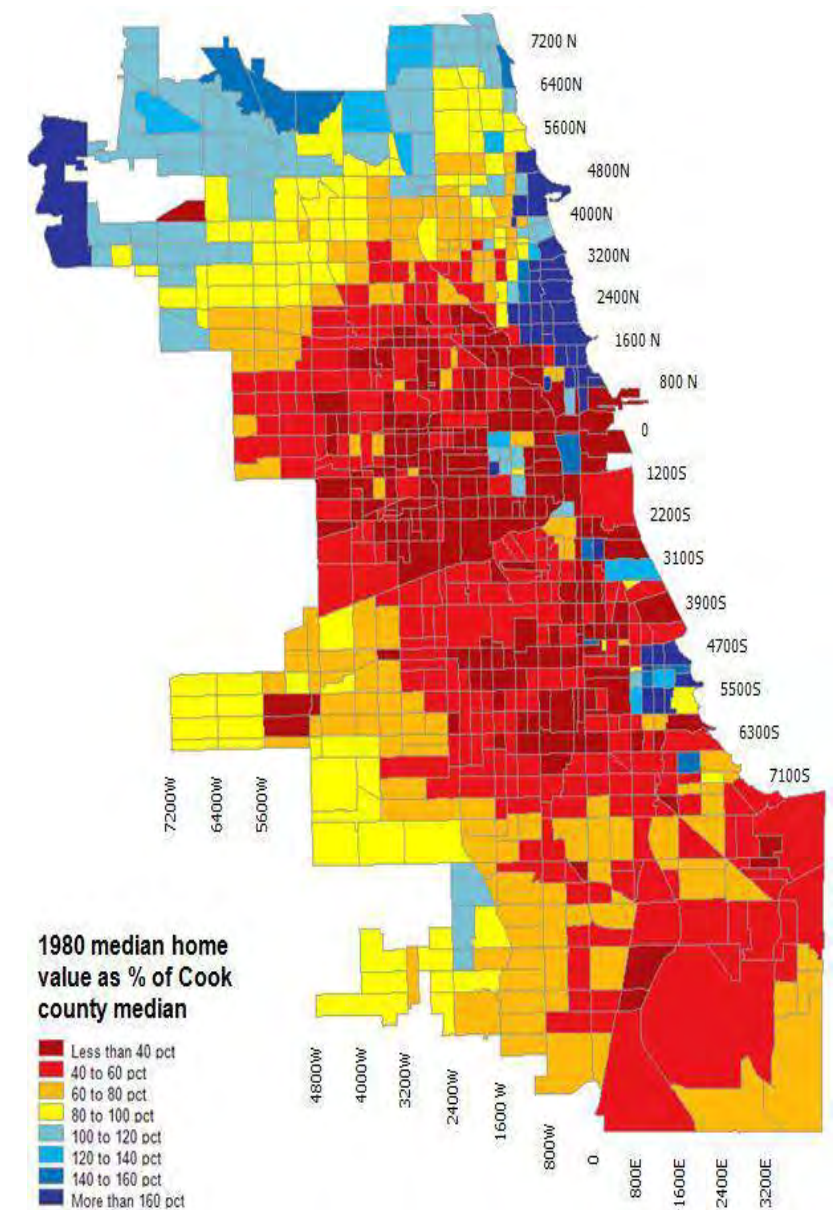 7200 N
6400N
5600N
4800N
4000N
3200N
2400N
1600 N
800 N
0
1200S
2200S
3100S
3900S
4700S
5500S
6300S
7100S
7200W
6400W
5600W
1980 median home
value as % of Cook
county median
Less than 40 pct
40 to 60 pct
60 to 80 pct
80 to 100 pct
100 to 120 pct
120 to 140 pct
140 to 160 pct
More than 160 pct
4800W
4000W
3200W
2400W
1600 W
800W
0
800E
1600E
2400E
3200E